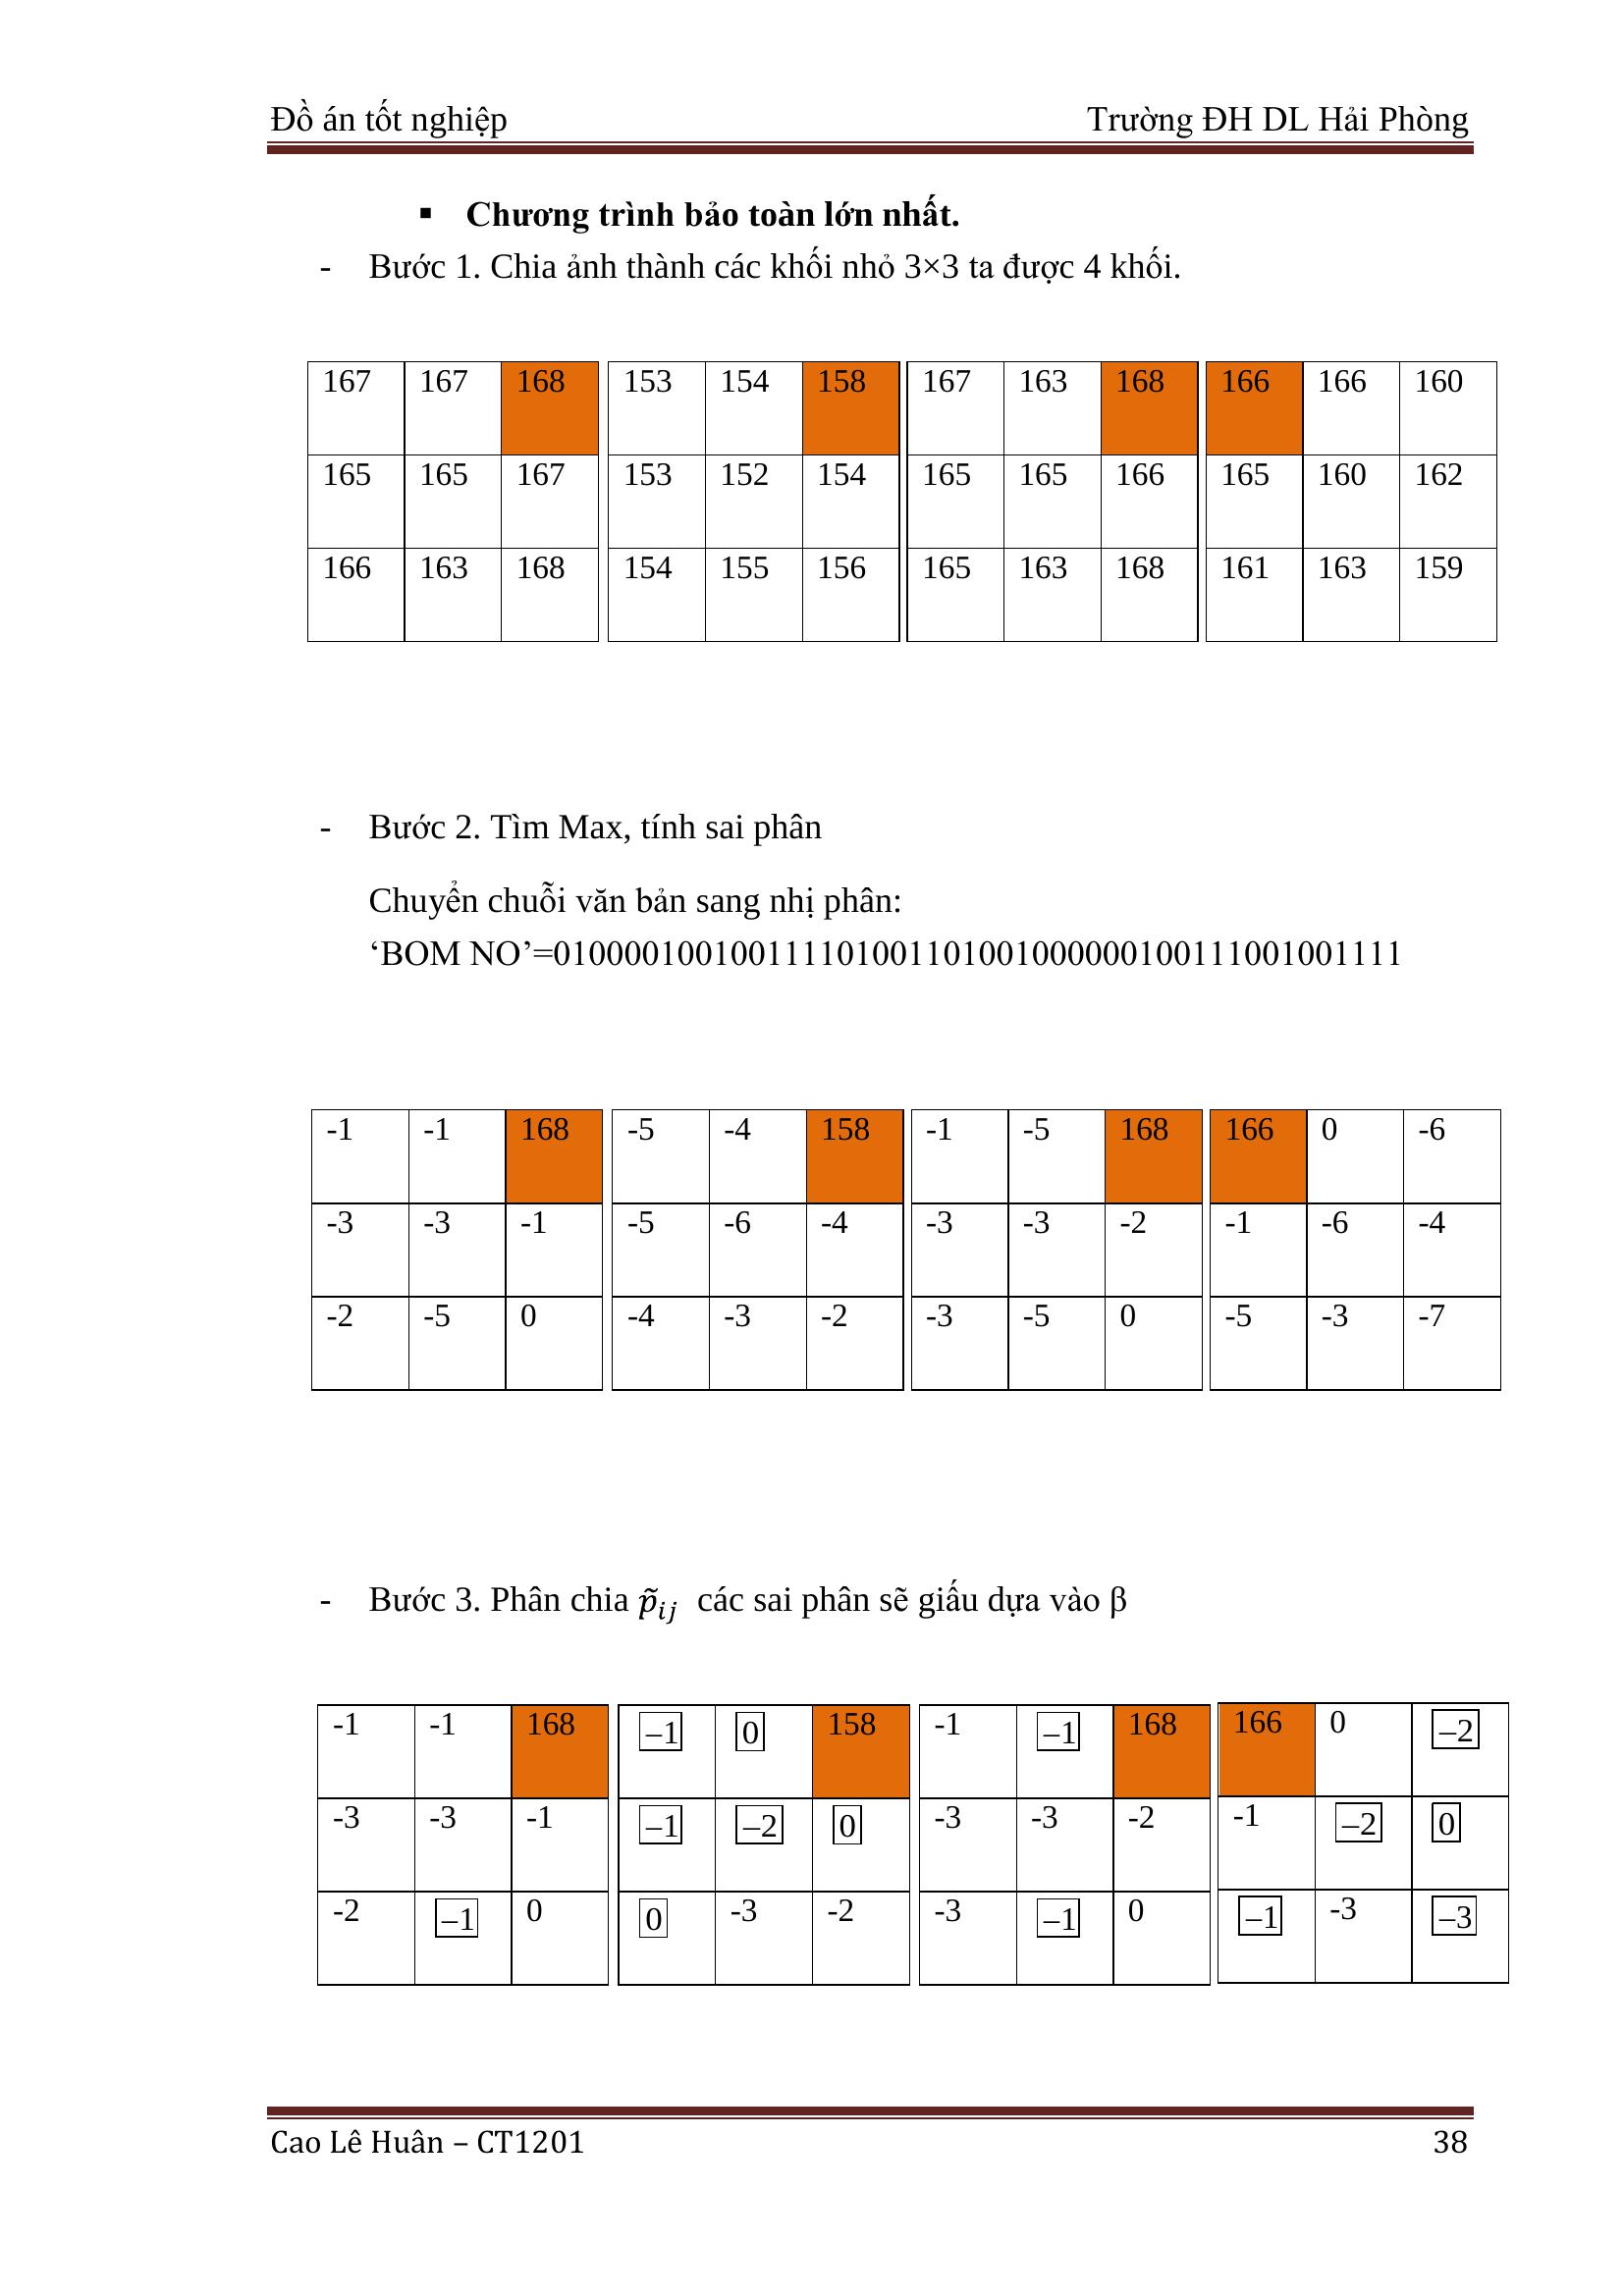 Đồ án tốt nghiệp Trường ĐH DL Hải Phòng
▪ Chương trình bảo toàn lớn nhất.
- Bước 1. Chia ảnh thành các khối nhỏ 3×3 ta được 4 khối.
167 167 168 153 154 158 167 163 168 166 166 160
165 165 167 153 152 154 165 165 166 165 160 162
166 163 168 154 155 156 165 163 168 161 163 159
- Bước 2. Tìm Max, tính sai phân
Chuyển chuỗi văn bản sang nhị phân:
‘BOM NO’=010000100100111101001101001000000100111001001111
-1 -1 168 -5 -4 158 -1 -5 168 166 0 -6
-3 -3 -1 -5 -6 -4 -3 -3 -2 -1 -6 -4
-2 -5 0 -4 -3 -2 -3 -5 0 -5 -3 -7
- Bước 3. Phân chia p̃ij các sai phân sẽ giấu dựa vào β
-1 -1 168 –1 0 158 -1 –1 168 166 0 –2
-3 -3 -1 –1 –2 0 -3 -3 -2 -1 –2 0
-2 –1 0 0 -3 -2 -3 –1 0 –1 -3 –3
Cao Lê Huân – CT1201 38